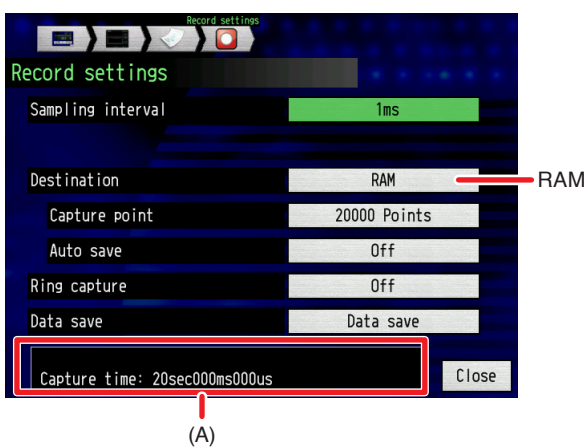 Record settings
Record settings
Sampling interval 1ms
Destination RAM
RAM
Capture point 20000 Points
Auto save Off
Ring capture Off
Data save Data save
Capture time: 20sec000ms000us
Close
(A)